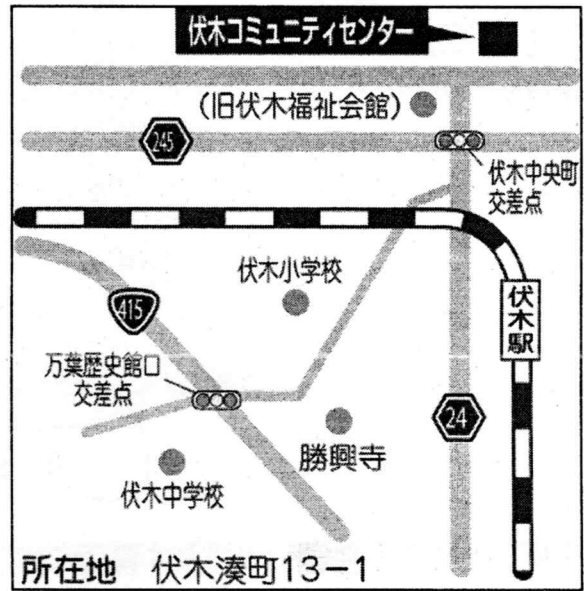 伏木コミュニティセンター
(旧伏木福祉会館)
245
伏木中央町
交差点
伏木小学校
415
伏木駅
万葉歴史館口
交差点
24
勝興寺
伏木中学校
所在地 伏木湊町13-1